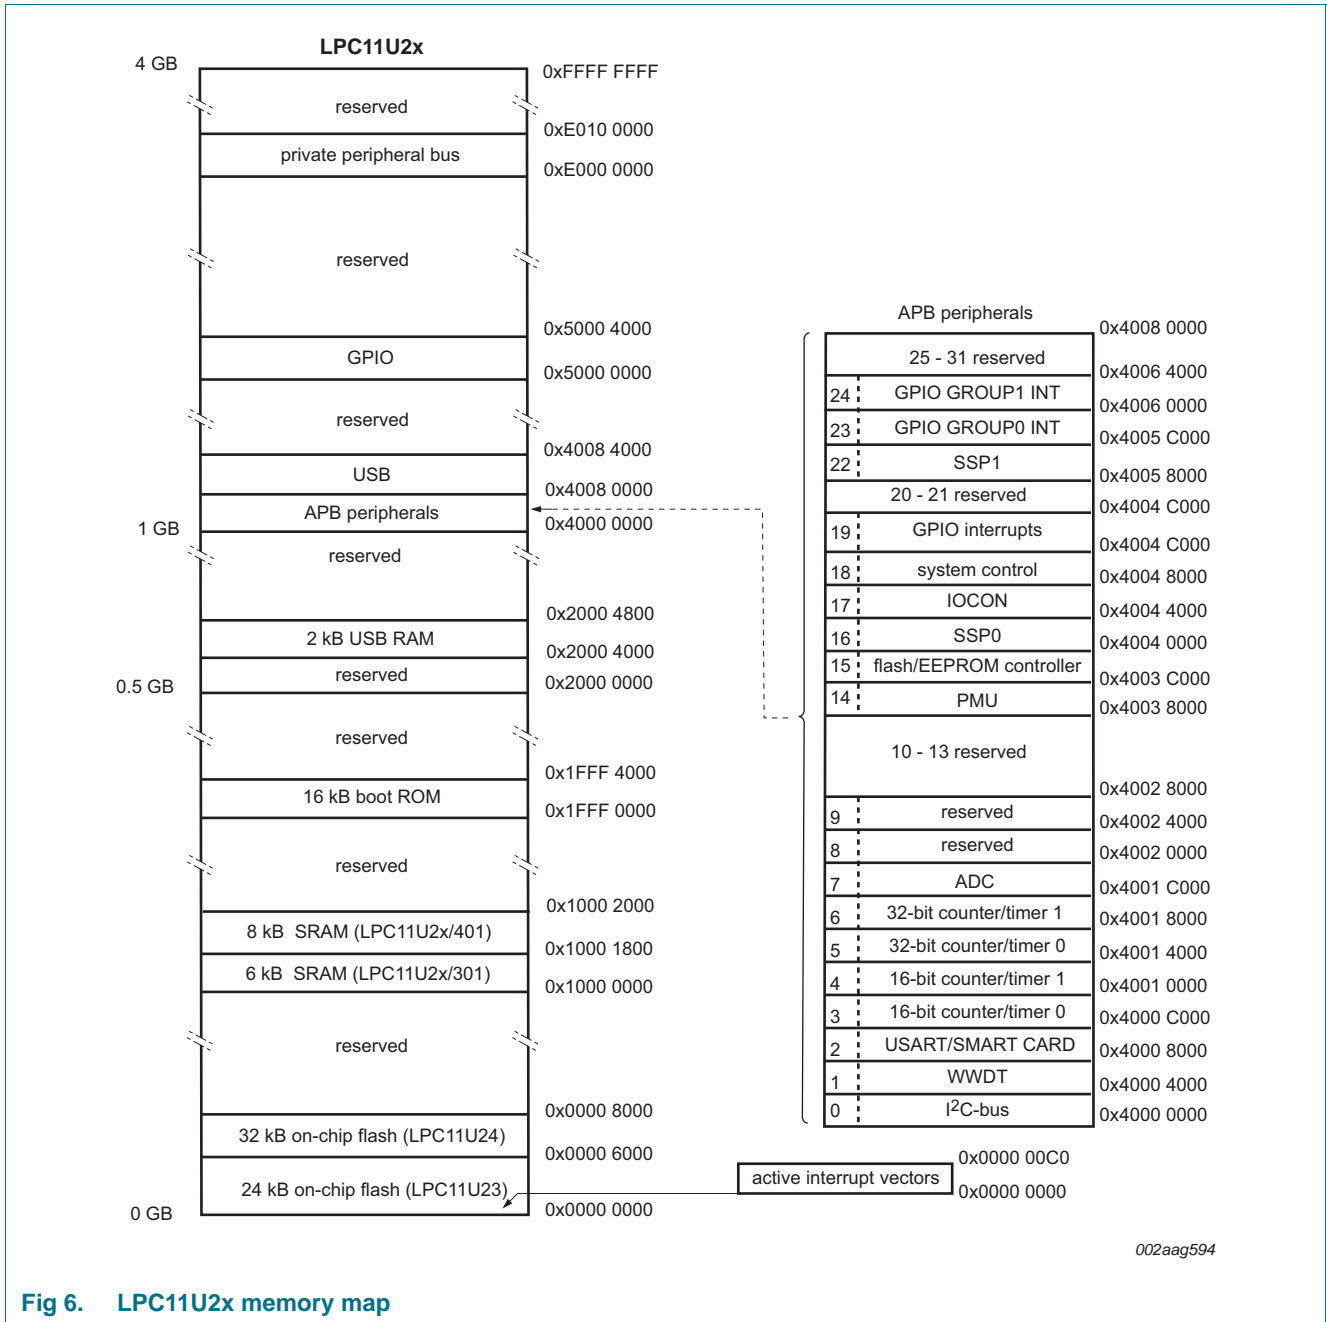 LPC11U2x
4 GB
0xFFFF FFFF
reserved
0xE010 0000
private peripheral bus
0xE000 0000
reserved
0x5000 4000
GPIO
0x5000 0000
reserved
0x4008 4000
USB
0x4008 0000
APB peripherals
1 GB
0x4000 0000
reserved
0x2000 4800
2 kB USB RAM
0x2000 4000
reserved
0.5 GB
0x2000 0000
reserved
0x1FFF 4000
16 kB boot ROM
0x1FFF 0000
reserved
0x1000 2000
8 kB SRAM (LPC11U2x/401)
0x1000 1800
6 kB SRAM (LPC11U2x/301)
0x1000 0000
reserved
0x0000 8000
32 kB on-chip flash (LPC11U24)
0x0000 6000
24 kB on-chip flash (LPC11U23)
0 GB
0x0000 0000
APB peripherals
0x4008 0000
25 - 31 reserved
0x4006 4000
24 GPIO GROUP1 INT
0x4006 0000
23 GPIO GROUP0 INT
0x4005 C000
22 SSP1
0x4005 8000
20 - 21 reserved
0x4004 C000
19 GPIO interrupts
0x4004 C000
18 system control
0x4004 8000
17 IOCON
0x4004 4000
16 SSP0
0x4004 0000
15 flash/EEPROM controller
0x4003 C000
14 PMU
0x4003 8000
10 - 13 reserved
0x4002 8000
9 reserved
0x4002 4000
8 reserved
0x4002 0000
7 ADC
0x4001 C000
6 32-bit counter/timer 1
0x4001 8000
5 32-bit counter/timer 0
0x4001 4000
4 16-bit counter/timer 1
0x4001 0000
3 16-bit counter/timer 0
0x4000 C000
2 USART/SMART CARD
0x4000 8000
1 WWDT
0x4000 4000
0 I2C-bus
0x4000 0000
0x0000 00C0
active interrupt vectors
0x0000 0000
002aag594
Fig 6. LPC11U2x memory map